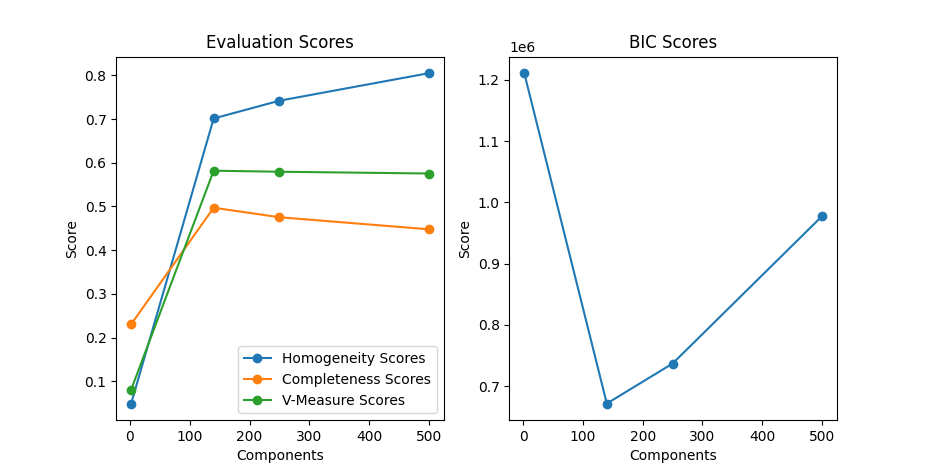 Evaluation Scores
0.8
0.7
0.6
0.5
0.4
0.3
0.2
0.1
Score
0 100 200 300 400 500
Components
Homogeneity Scores
Completeness Scores
V-Measure Scores
BIC Scores
1e6
1.2
1.1
1.0
0.9
0.8
0.7
Score
0 100 200 300 400 500
Components